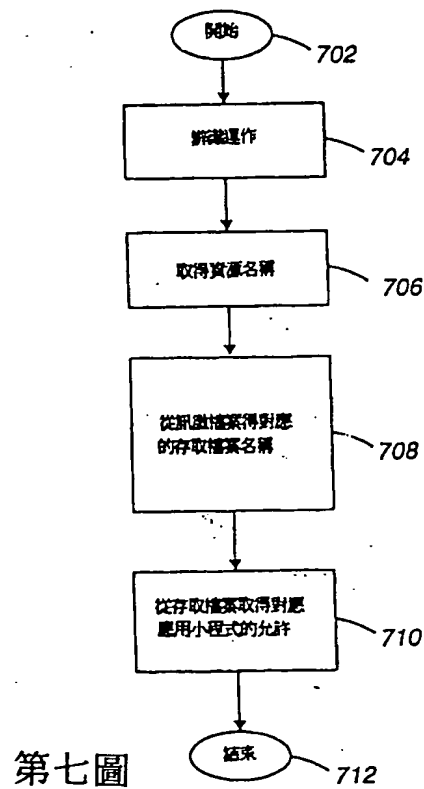 開始
702
辨識運作
704
取得資源名稱
706
從訊啟檔案得對應
的存取檔案名稱
708
從存取檔案取得對應
應用小程式的允許
710
結束
712
第七圖